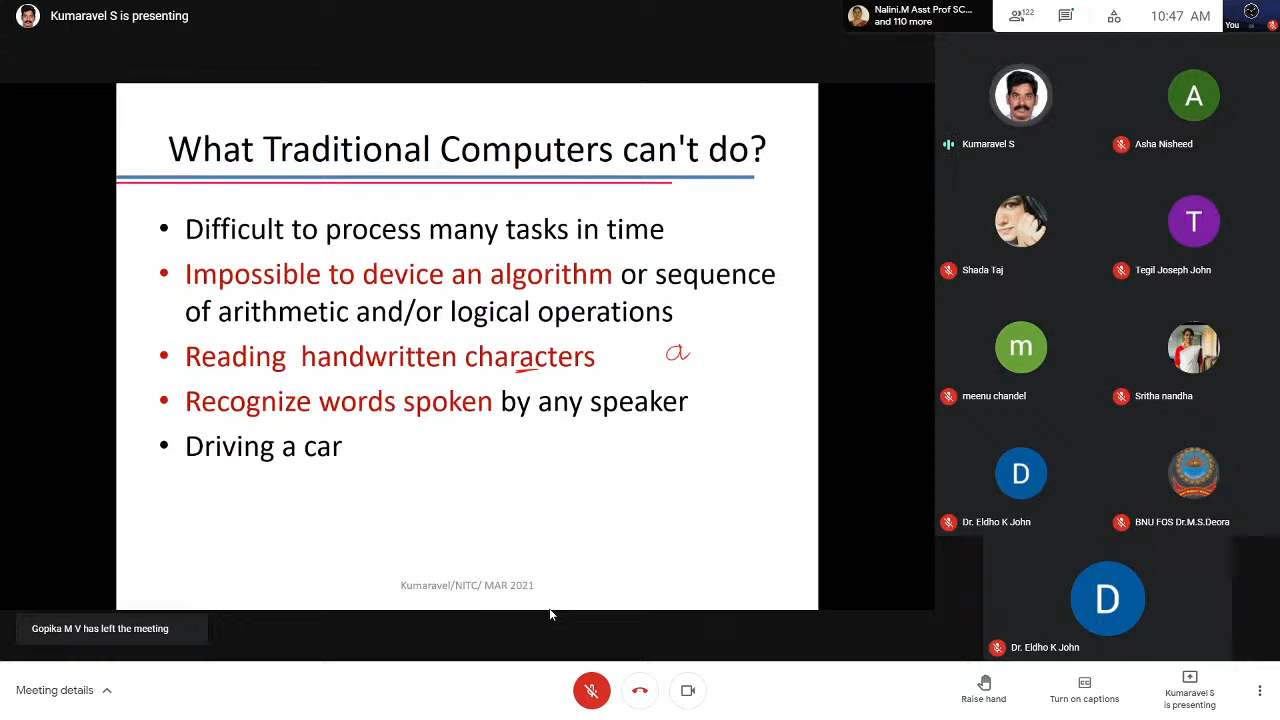 Kumaravel S is presenting
Nalini.M Asst Prof SC...
and 110 more
122
10:47 AM
You
What Traditional Computers can't do?
• Difficult to process many tasks in time
• Impossible to device an algorithm or sequence
of arithmetic and/or logical operations
• Reading handwritten characters a
• Recognize words spoken by any speaker
• Driving a car
Kumaravel/NITC/ MAR 2021
Kumaravel S
A
Asha Nisheed
Shada Taj
T
Tegil Joseph John
m
meenu chandel
Sritha nandha
D
Dr. Eldho K John
BNU FOS Dr.M.S.Deora
D
Dr. Eldho K John
Gopika M V has left the meeting
Meeting details
Raise hand
CC
Turn on captions
Kumaravel S
is presenting